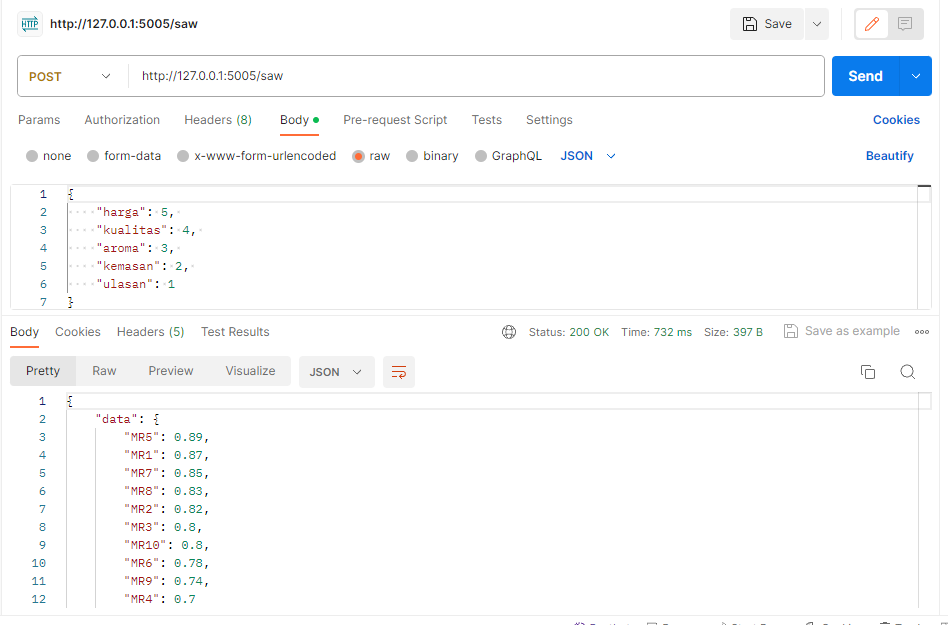 HTTP http://127.0.0.1:5005/saw Save
POST http://127.0.0.1:5005/saw Send
Params Authorization Headers (8) Body Pre-request Script Tests Settings Cookies
none form-data x-www-form-urlencoded raw binary GraphQL JSON Beautify
1 {
2 "harga": 5,
3 "kualitas": 4,
4 "aroma": 3,
5 "kemasan": 2,
6 "ulasan": 1
7 }
Body Cookies Headers (5) Test Results Status: 200 OK Time: 732 ms Size: 397 B Save as example
Pretty Raw Preview Visualize JSON
1 {
2 "data": {
3 "MR5": 0.89,
4 "MR1": 0.87,
5 "MR7": 0.85,
6 "MR8": 0.83,
7 "MR2": 0.82,
8 "MR3": 0.8,
9 "MR10": 0.8,
10 "MR6": 0.78,
11 "MR9": 0.74,
12 "MR4": 0.7